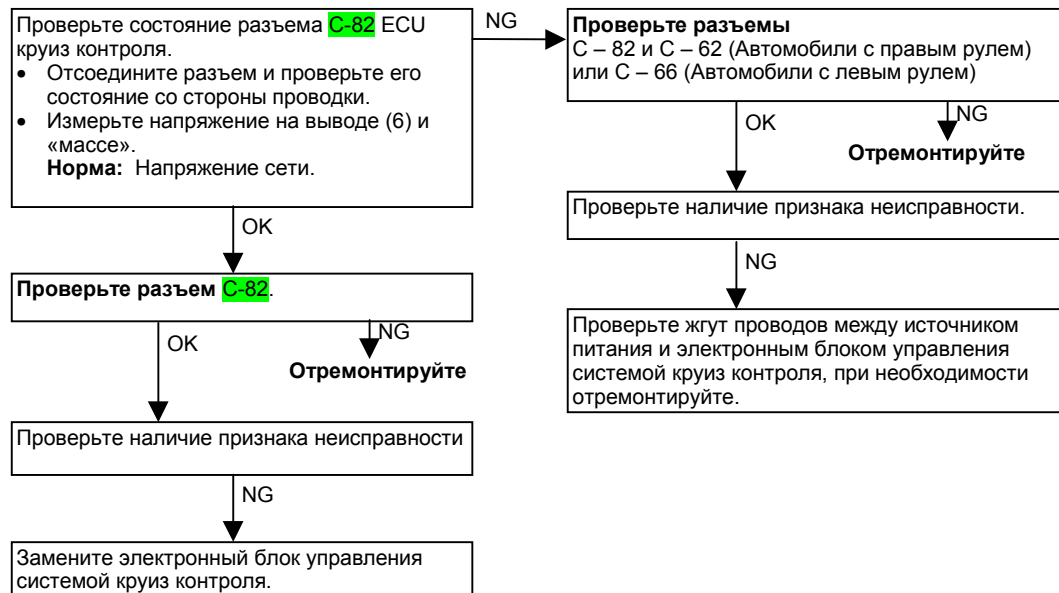 Проверьте состояние разъема C-82 ECU
круиз контроля.
• Отсоедините разъем и проверьте его
состояние со стороны проводки.
• Измерьте напряжение на выводе (6) и
«массе».
Норма: Напряжение сети.
NG
Проверьте разъемы
С – 82 и С – 62 (Автомобили с правым рулем)
или С – 66 (Автомобили с левым рулем)
OK
NG
Отремонтируйте
Проверьте наличие признака неисправности.
NG
Проверьте жгут проводов между источником
питания и электронным блоком управления
системой круиз контроля, при необходимости
отремонтируйте.
OK
Проверьте разъем C-82.
OK
NG
Отремонтируйте
Проверьте наличие признака неисправности
NG
Замените электронный блок управления
системой круиз контроля.